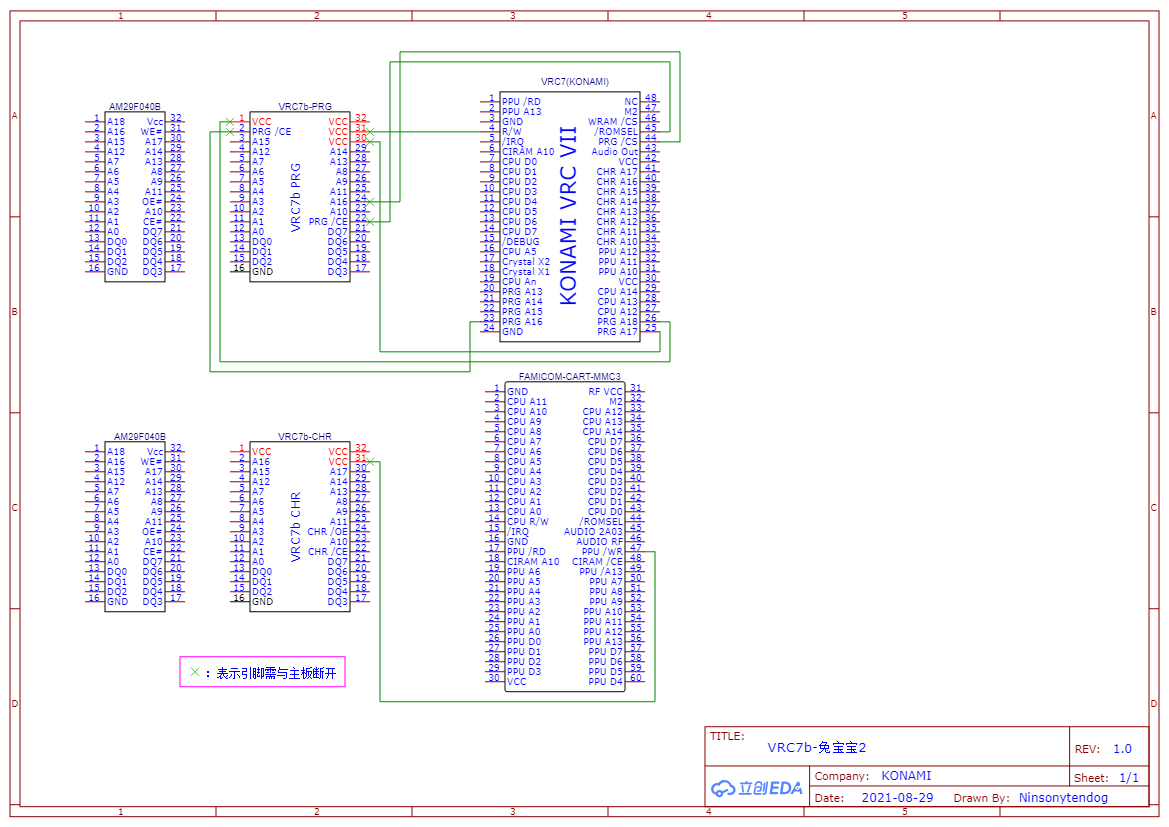 1 2 3 4 5
A
B
C
D
AM29F040B
1 A18 Vcc 32
2 A16 WE# 31
3 A15 A17 30
4 A12 A14 29
5 A7 A13 28
6 A6 A8 27
7 A5 A9 26
8 A4 A11 25
9 A3 OE# 24
10 A2 A10 23
11 A1 CE# 22
12 A0 DQ7 21
13 DQ0 DQ6 20
14 DQ1 DQ5 19
15 DQ2 DQ4 18
16 GND DQ3 17
VRC7b-PRG
1 VCC VCC 32
2 PRG /CE VCC 31
3 A15 VCC 30
4 A12 A14 29
5 A7 A13 28
6 A6 A8 27
7 A5 A9 26
8 A4 A11 25
9 A3 A16 24
10 A2 A10 23
11 A1 PRG /CE 22
12 A0 DQ7 21
13 DQ0 DQ6 20
14 DQ1 DQ5 19
15 DQ2 DQ4 18
16 GND DQ3 17
VRC7b PRG
VRC7(KONAMI)
1 PPU /RD NC 48
2 PPU A13 M2 47
3 GND WRAM /CS 46
4 R/W /ROMSEL 45
5 /IRQ PRG /CS 44
6 CIRAM A10 Audio Out 43
7 CPU D0 VCC 42
8 CPU D1 CHR A17 41
9 CPU D2 CHR A16 40
10 CPU D3 CHR A15 39
11 CPU D4 CHR A14 38
12 CPU D5 CHR A13 37
13 CPU D6 CHR A12 36
14 CPU D7 CHR A11 35
15 /DEBUG CHR A10 34
16 CPU A5 PPU A12 33
17 Crystal X2 PPU A11 32
18 Crystal X1 PPU A10 31
19 CPU An VCC 30
20 PRG A13 CPU A14 29
21 PRG A14 CPU A13 28
22 PRG A15 CPU A12 27
23 PRG A16 PRG A18 26
24 GND PRG A17 25
KONAMI VRC VII
FAMICOM-CART-MMC3
1 GND RF VCC 31
2 CPU A11 M2 32
3 CPU A10 CPU A12 33
4 CPU A9 CPU A13 34
5 CPU A8 CPU A14 35
6 CPU A7 CPU D7 36
7 CPU A6 CPU D6 37
8 CPU A5 CPU D5 38
9 CPU A4 CPU D4 39
10 CPU A3 CPU D3 40
11 CPU A2 CPU D2 41
12 CPU A1 CPU D1 42
13 CPU A0 CPU D0 43
14 CPU R/W /ROMSEL 44
15 /IRQ AUDIO 2A03 45
16 GND AUDIO RF 46
17 PPU /RD PPU /WR 47
18 CIRAM A10 CIRAM /CE 48
19 PPU A6 PPU /A13 49
20 PPU A5 PPU A7 50
21 PPU A4 PPU A8 51
22 PPU A3 PPU A9 52
23 PPU A2 PPU A10 53
24 PPU A1 PPU A11 54
25 PPU A0 PPU A12 55
26 PPU D0 PPU A13 56
27 PPU D1 PPU D7 57
28 PPU D2 PPU D6 58
29 PPU D3 PPU D5 59
30 VCC PPU D4 60
AM29F040B
1 A18 Vcc 32
2 A16 WE# 31
3 A15 A17 30
4 A12 A14 29
5 A7 A13 28
6 A6 A8 27
7 A5 A9 26
8 A4 A11 25
9 A3 OE# 24
10 A2 A10 23
11 A1 CE# 22
12 A0 DQ7 21
13 DQ0 DQ6 20
14 DQ1 DQ5 19
15 DQ2 DQ4 18
16 GND DQ3 17
VRC7b-CHR
1 VCC VCC 32
2 A16 VCC 31
3 A15 A17 30
4 A12 A14 29
5 A7 A13 28
6 A6 A8 27
7 A5 A9 26
8 A4 A11 25
9 A3 CHR /OE 24
10 A2 A10 23
11 A1 CHR /CE 22
12 A0 DQ7 21
13 DQ0 DQ6 20
14 DQ1 DQ5 19
15 DQ2 DQ4 18
16 GND DQ3 17
VRC7b CHR
：表示引脚需与主板断开
TITLE:
VRC7b-兔宝宝2
REV: 1.0
立创EDA
Company: KONAMI
Sheet: 1/1
Date: 2021-08-29 Drawn By: Ninsonytendog
A
B
C
D
1 2 3 4 5